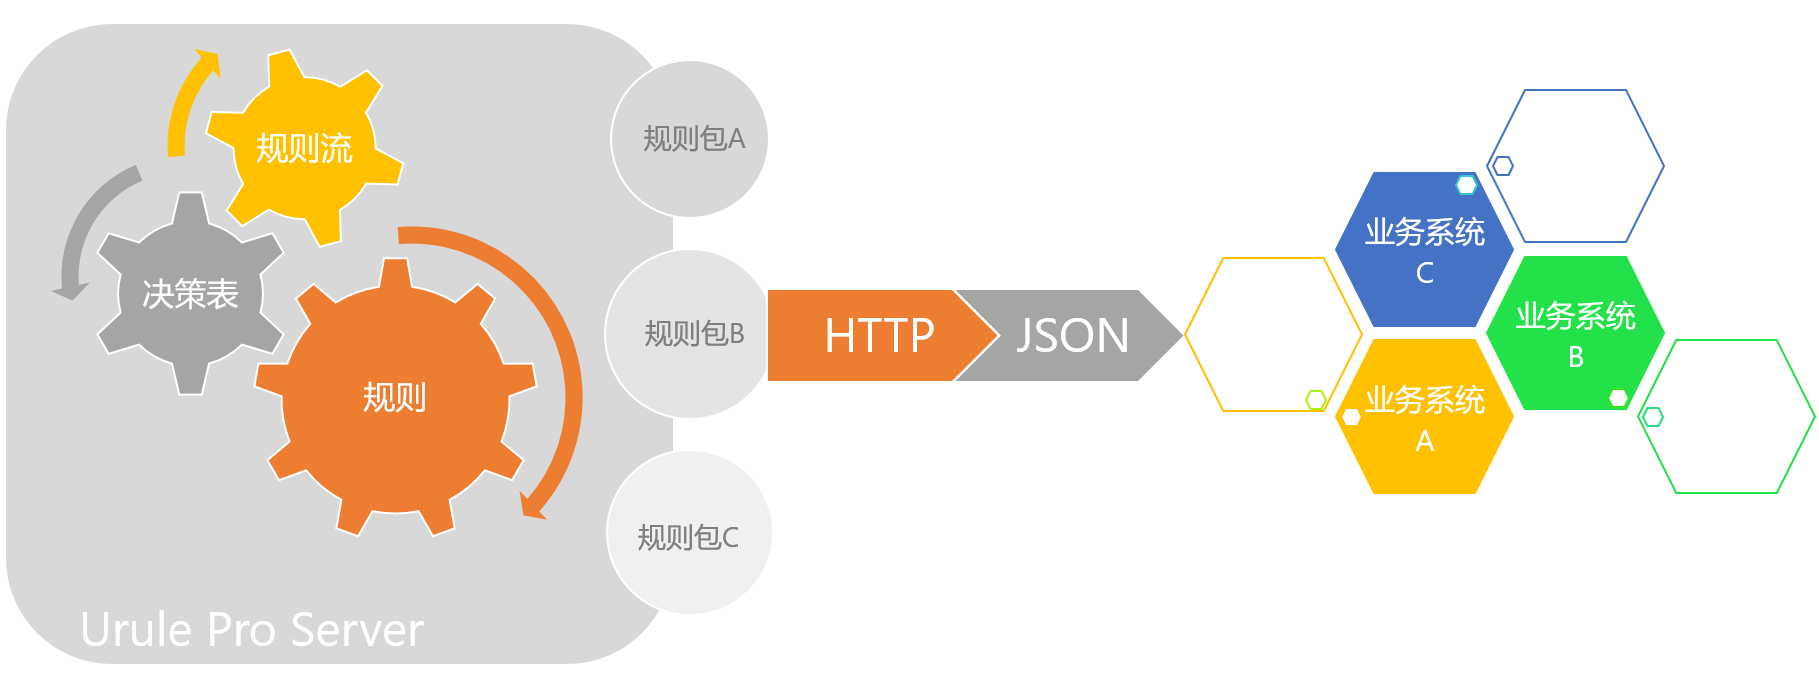 规则流
决策表
规则
Urule Pro Server
规则包A
规则包B
规则包C
HTTP
JSON
业务系统
C
业务系统
B
业务系统
A